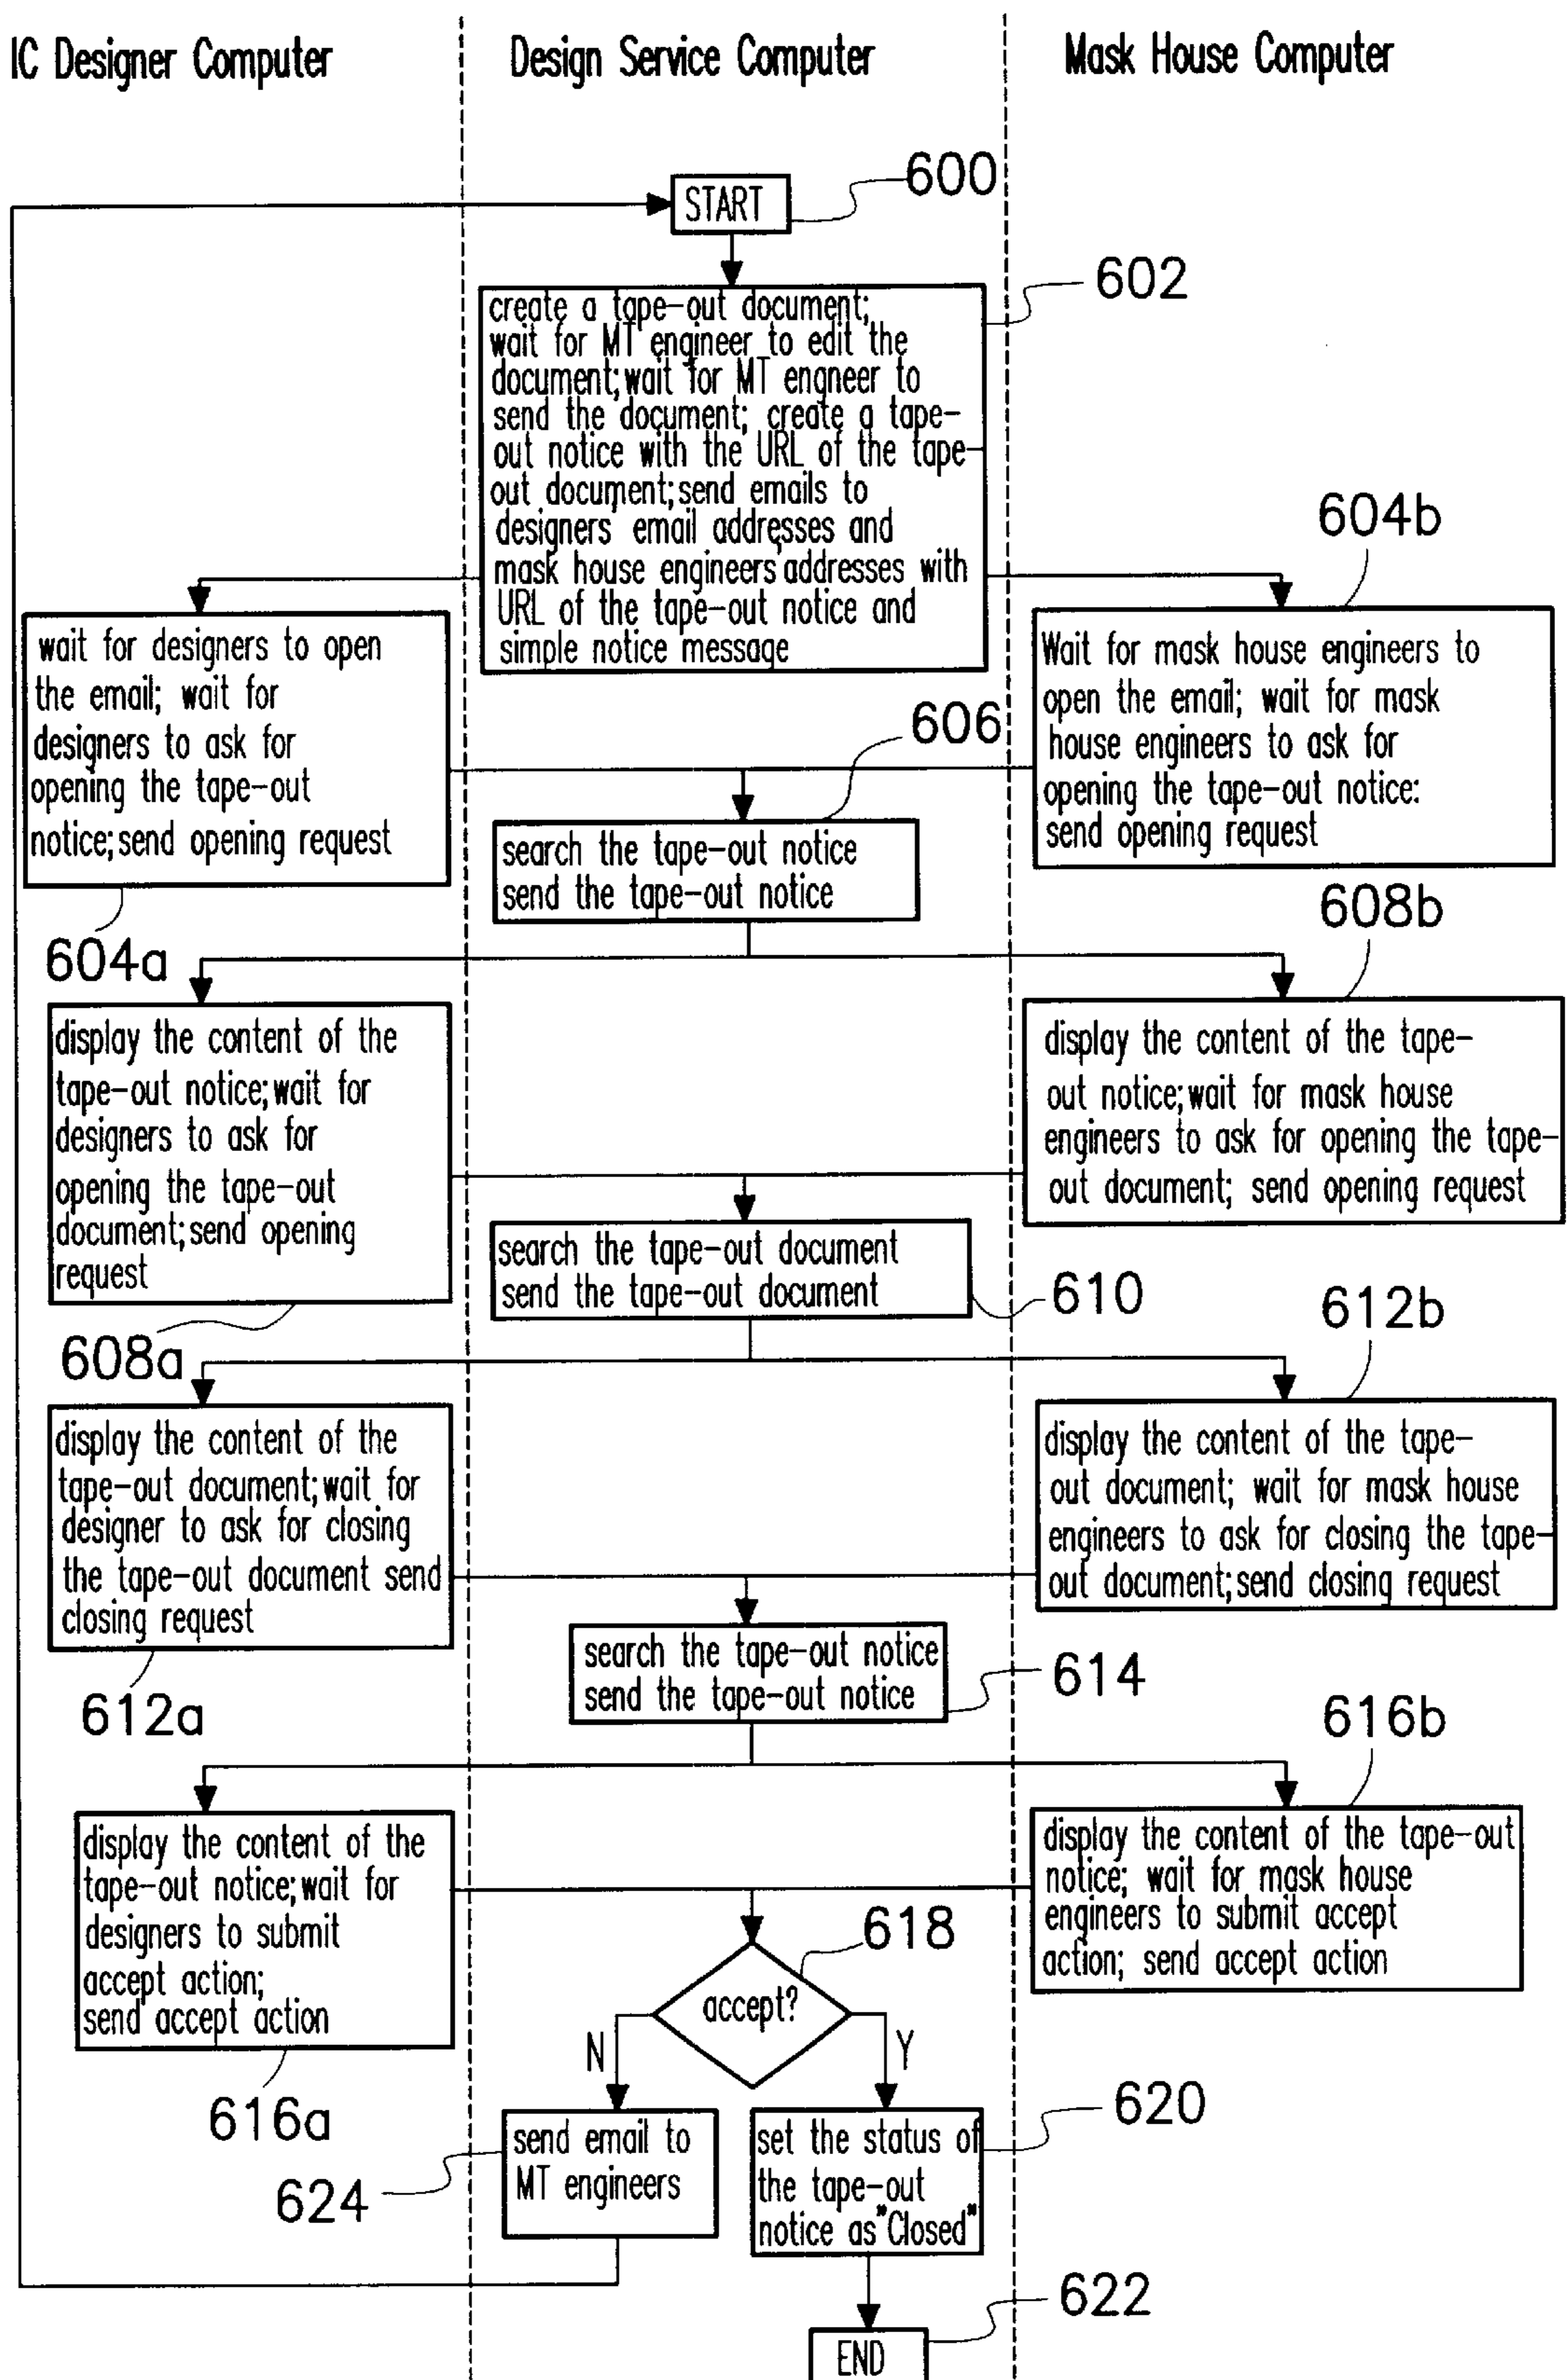 IC Designer Computer
Design Service Computer
Mask House Computer
START
600
602
create a tape-out document;
wait for MT engineer to edit the
document;wait for MT engneer to
send the document; create a tape-
out notice with the URL of the tape-
out document;send emails to
designers' email addresses and
mask house engineers'addresses with
URL of the tape-out notice and
simple notice message
604b
wait for designers to open
the email; wait for
designers to ask for
opening the tape-out
notice;send opening request
604a
Wait for mask house engineers to
open the email; wait for mask
house engineers to ask for
opening the tape-out notice:
send opening request
606
search the tape-out notice
send the tape-out notice
608b
display the content of the
tape-out notice;wait for
designers to ask for
opening the tape-out
document;send opening
request
608a
display the content of the tape-
out notice;wait for mask house
engineers to ask for opening the tape-
out document; send opening request
search the tape-out document
send the tape-out document
610
612b
display the content of the
tape-out document;wait for
designer to ask for closing
the tape-out document send
closing request
612a
display the content of the tape-
out document; wait for mask house
engineers to ask for closing the tape-
out document;send closing request
search the tape-out notice
send the tape-out notice
614
616b
display the content of the
tape-out notice;wait for
designers to submit
accept action;
send accept action
616a
display the content of the tape-out
notice; wait for mask house
engineers to submit accept
action; send accept action
618
accept?
N
Y
send email to
MT engineers
624
set the status of
the tape-out
notice as"Closed"
620
622
END